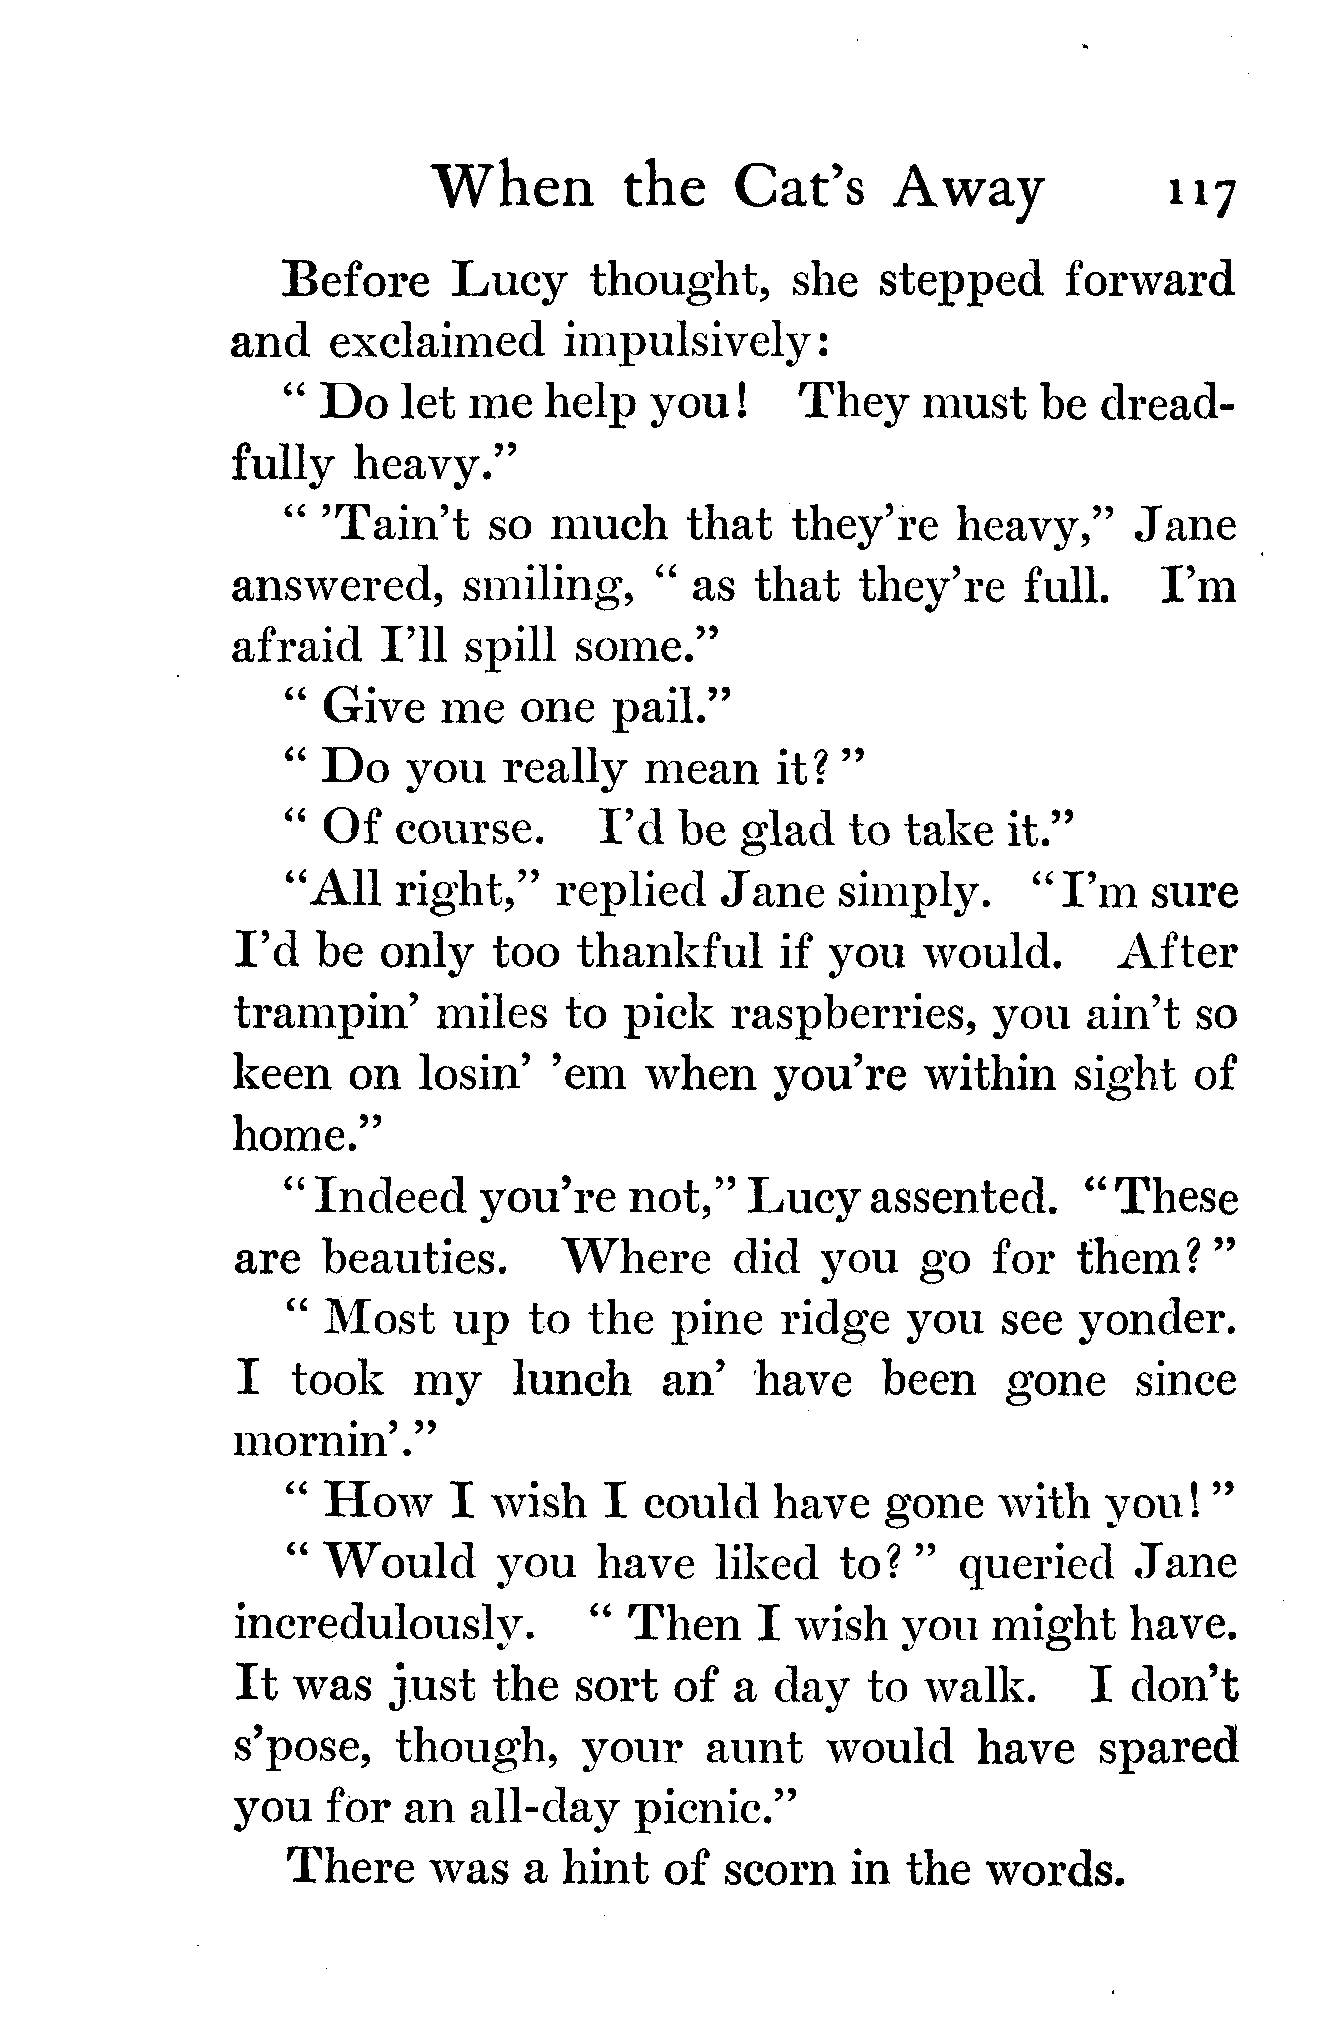 When the Cat's Away 117
Before Lucy thought, she stepped forward
and exclaimed impulsively:
" Do let me help you! They must be dread-
fully heavy."
" 'Tain't so much that they're heavy," Jane
answered, smiling, " as that they're full. I'm
afraid I'll spill some."
" Give me one pail."
" Do you really mean it? "
" Of course. I'd be glad to take it."
"All right," replied Jane simply. "I'm sure
I'd be only too thankful if you would. After
trampin' miles to pick raspberries, you ain't so
keen on losin' 'em when you're within sight of
home."
"Indeed you're not," Lucy assented. "These
are beauties. Where did you go for them? "
" Most up to the pine ridge you see yonder.
I took my lunch an' have been gone since
mornin'."
" How I wish I could have gone with you! "
" Would you have liked to? " queried Jane
incredulously. " Then I wish you might have.
It was just the sort of a day to walk. I don't
s'pose, though, your aunt would have spared
you for an all-day picnic."
There was a hint of scorn in the words.